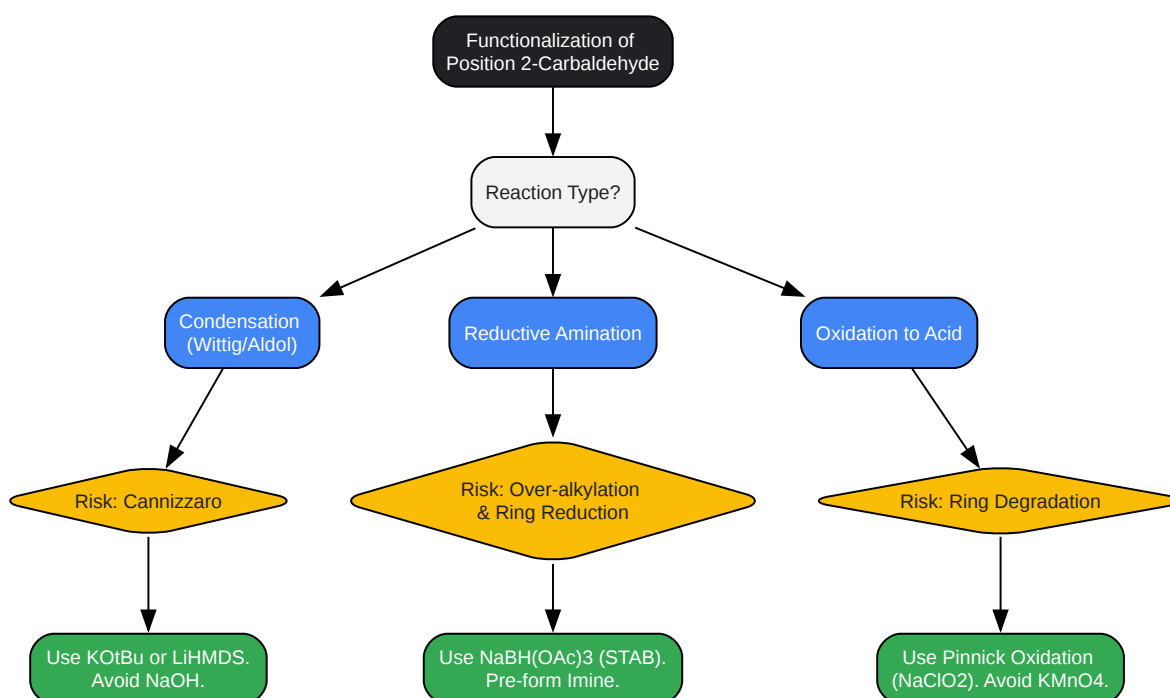 Functionalization of
Position 2-Carbaldehyde
Reaction Type?
Condensation
(Wittig/Aldol)
Reductive Amination
Oxidation to Acid
Risk: Cannizzaro
Risk: Over-alkylation
& Ring Reduction
Risk: Ring Degradation
Use KOtBu or LiHMDS.
Avoid NaOH.
Use NaBH(OAc)3 (STAB).
Pre-form Imine.
Use Pinnick Oxidation
(NaClO2). Avoid KMnO4.